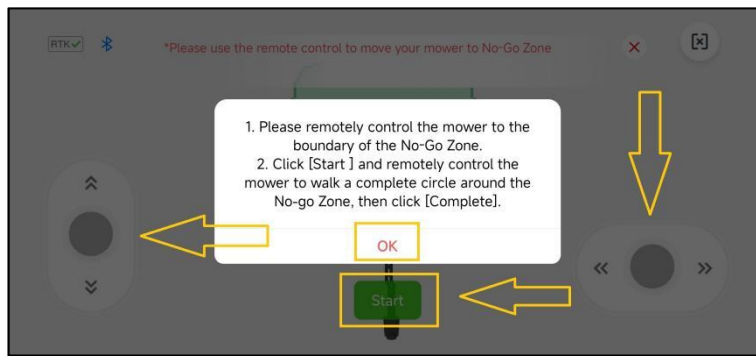 RTK✓
*Please use the remote control to move your mower to No-Go Zone
1. Please remotely control the mower to the
boundary of the No-Go Zone.
2. Click [Start ] and remotely control the
mower to walk a complete circle around the
No-go Zone, then click [Complete].
OK
Start